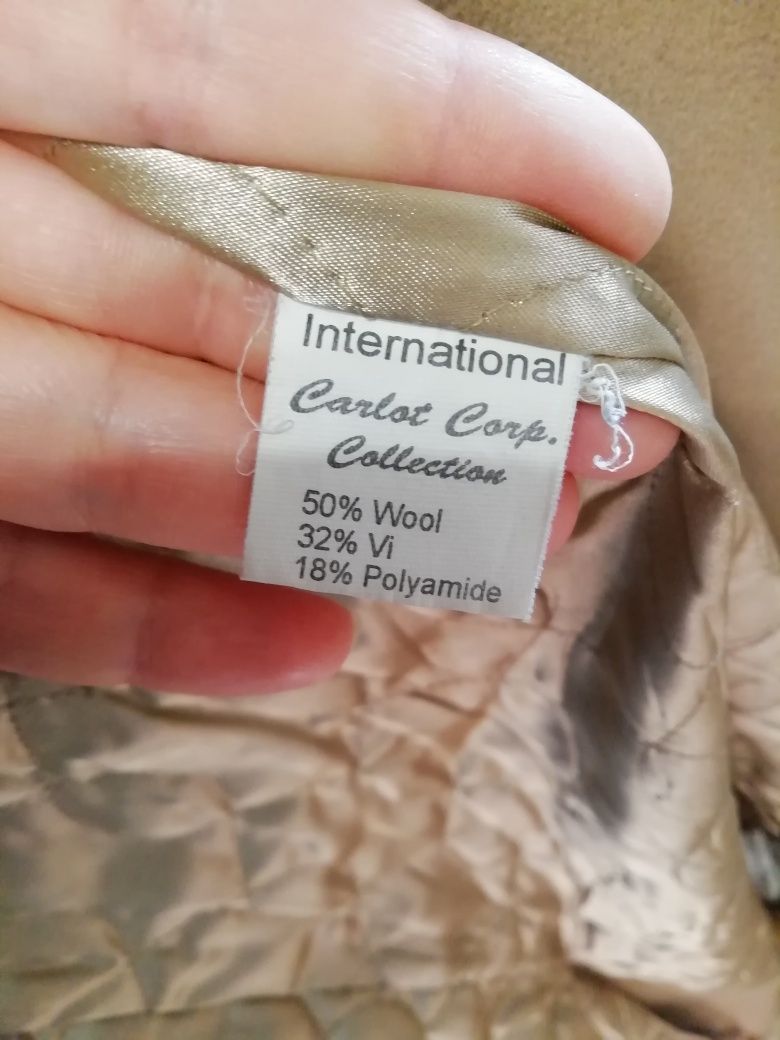 International
Carlot Corp.
Collection
50% Wool
32% Vi
18% Polyamide